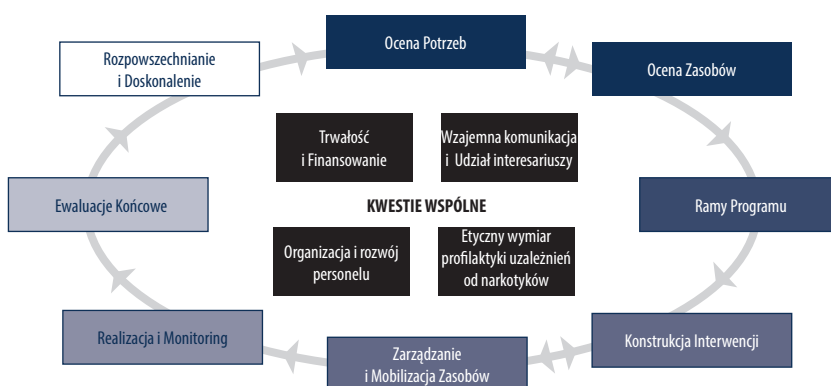 Ocena Potrzeb
Rozpowszechnianie
i Doskonalenie
Ocena Zasobów
Trwałość
i Finansowanie
Wzajemna komunikacja
i Udział interesariuszy
Ewaluacje Końcowe
KWESTIE WSPÓLNE
Ramy Programu
Organizacja i rozwój
personelu
Etyczny wymiar
profilaktyki uzależnień
od narkotyków
Realizacja i Monitoring
Konstrukcja Interwencji
Zarządzanie
i Mobilizacja Zasobów